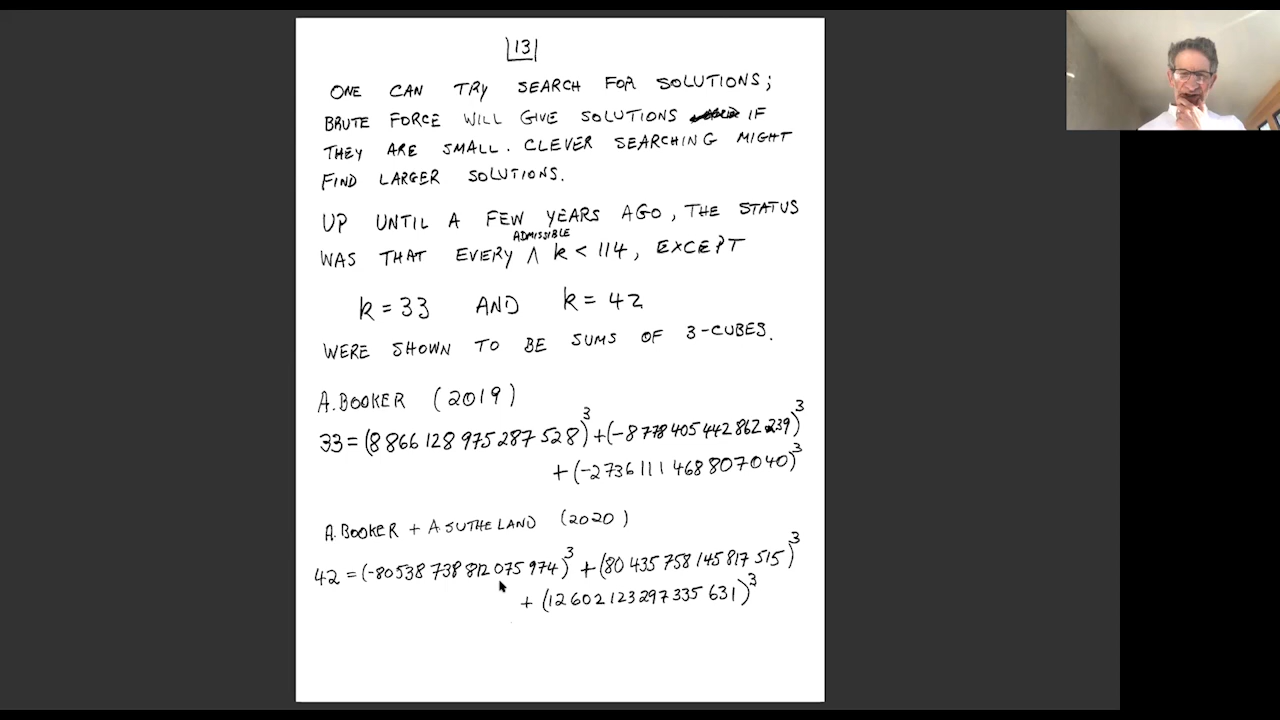 13
ONE CAN TRY SEARCH FOR SOLUTIONS;
BRUTE FORCE WILL GIVE SOLUTIONS IF
THEY ARE SMALL. CLEVER SEARCHING MIGHT
FIND LARGER SOLUTIONS.
UP UNTIL A FEW YEARS AGO, THE STATUS
WAS THAT EVERY ADMISSIBLE k < 114, EXCEPT
k = 33 AND k = 42
WERE SHOWN TO BE SUMS OF 3-CUBES.
A. BOOKER (2019)
33 = (8 866 128 975 287 528)³ + (-8 778 405 442 862 239)³
+ (-2 736 111 468 807 040)³
A. BOOKER + A SUTHELAND (2020)
42 = (-80 538 738 812 075 974)³ + (80 435 758 145 817 515)³
+ (12 602 123 297 335 631)³